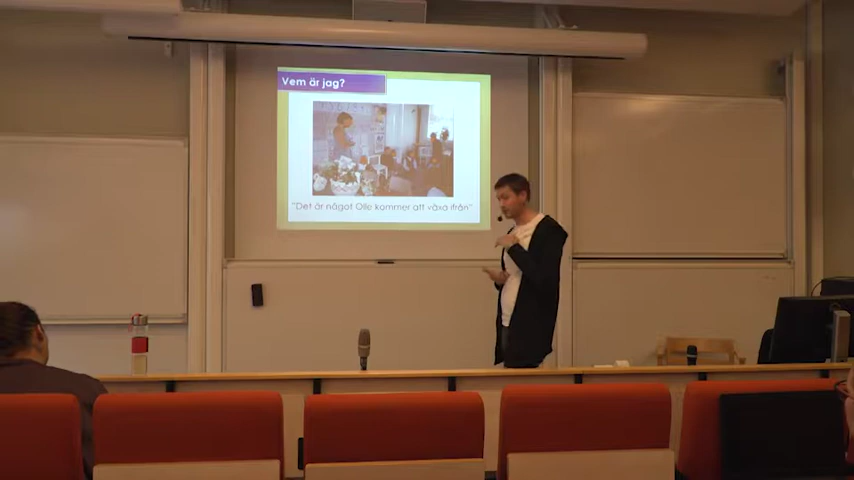 Vem är jag?
"Det är något Olle kommer att växa ifrån"